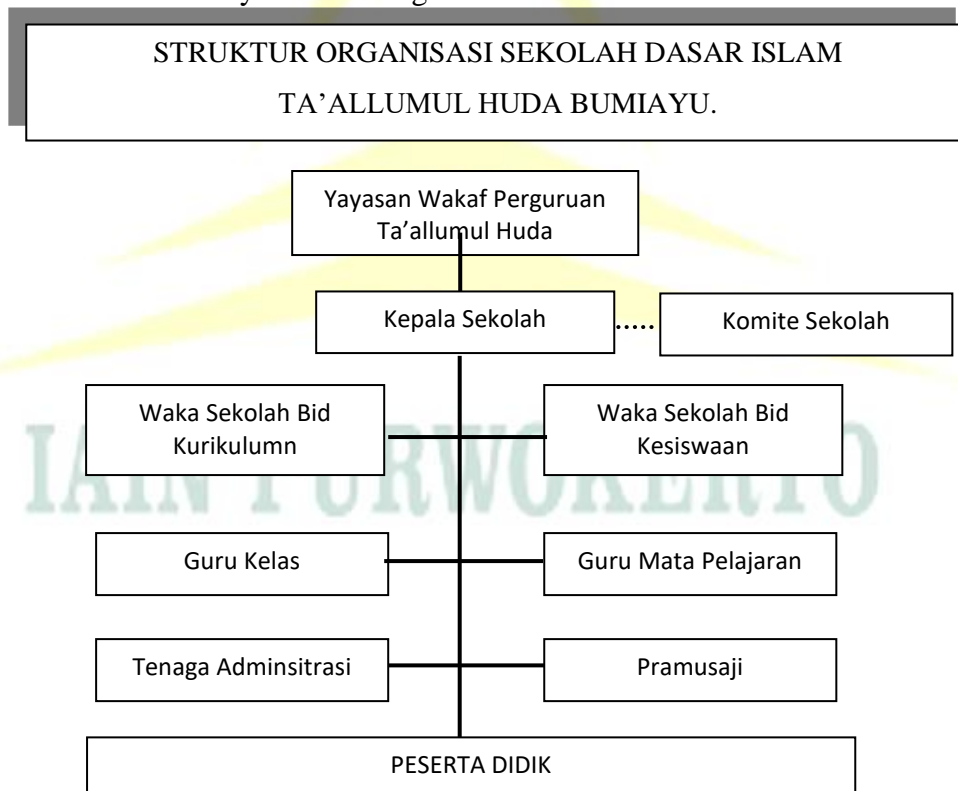 STRUKTUR ORGANISASI SEKOLAH DASAR ISLAM
TA'ALLUMUL HUDA BUMIAYU.
Yayasan Wakaf Perguruan
Ta'allumul Huda
Kepala Sekolah
.....
Komite Sekolah
Waka Sekolah Bid
Kurikulumn
Waka Sekolah Bid
Kesiswaan
IAIN PURWOKERTO
Guru Kelas
Guru Mata Pelajaran
Tenaga Adminsitrasi
Pramusaji
PESERTA DIDIK